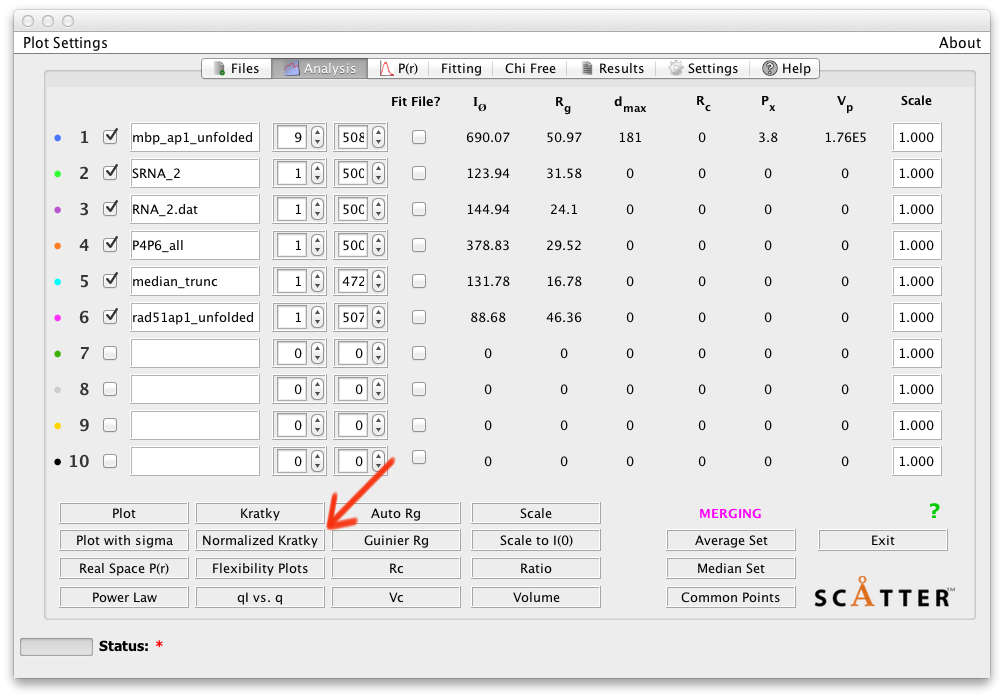 Plot Settings About
Files Analysis P(r) Fitting Chi Free Results Settings Help
Fit File? IØ Rg dmax Rc Px Vp Scale
1 mbp_ap1_unfolded 9 508 690.07 50.97 181 0 3.8 1.76E5 1.000
2 SRNA_2 1 500 123.94 31.58 0 0 0 0 1.000
3 RNA_2.dat 1 500 144.94 24.1 0 0 0 0 1.000
4 P4P6_all 1 500 378.83 29.52 0 0 0 0 1.000
5 median_trunc 1 472 131.78 16.78 0 0 0 0 1.000
6 rad51ap1_unfolded 1 507 88.68 46.36 0 0 0 0 1.000
7 0 0 0 0 0 0 0 0 1.000
8 0 0 0 0 0 0 0 0 1.000
9 0 0 0 0 0 0 0 0 1.000
10 0 0 0 0 0 0 0 0 1.000
Plot Kratky Auto Rg Scale MERGING ?
Plot with sigma Normalized Kratky Guinier Rg Scale to I(0) Average Set Exit
Real Space P(r) Flexibility Plots Rc Ratio Median Set
Power Law qI vs. q Vc Volume Common Points SCÅTTER™
Status: *